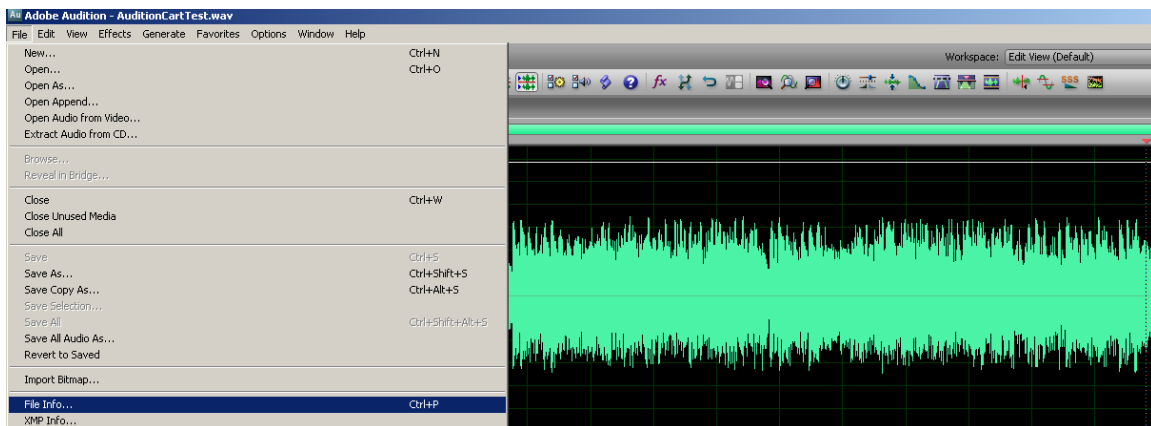 Au Adobe Audition - AuditionCartTest.wav
File Edit View Effects Generate Favorites Options Window Help
New... Ctrl+N
Workspace: Edit View (Default)
Open... Ctrl+O
Open As...
Open Append...
Open Audio from Video...
Extract Audio from CD...
Browse...
Reveal in Bridge...
Close Ctrl+W
Close Unused Media
Close All
Save Ctrl+S
Save As... Ctrl+Shift+S
Save Copy As... Ctrl+Alt+S
Save Selection...
Save All Ctrl+Shift+Alt+S
Save All Audio As...
Revert to Saved
Import Bitmap...
File Info... Ctrl+P
XMP Info...
fx
SSS